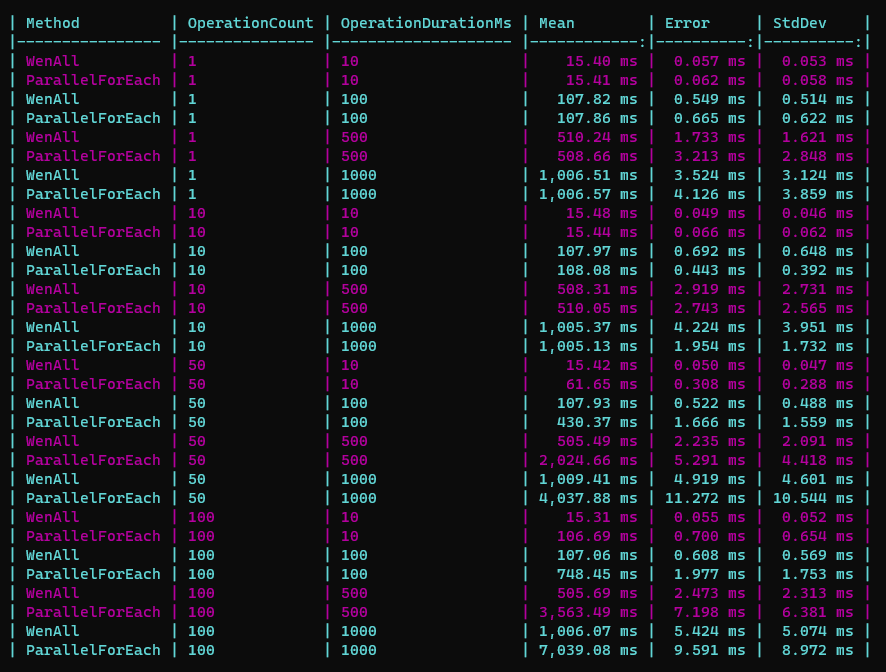 | Method          | OperationCount | OperationDurationMs | Mean        | Error     | StdDev    |
|---------------- |--------------- |-------------------- |------------:|----------:|----------:|
| WenAll          | 1              | 10                  |    15.40 ms |  0.057 ms |  0.053 ms |
| ParallelForEach | 1              | 10                  |    15.41 ms |  0.062 ms |  0.058 ms |
| WenAll          | 1              | 100                 |   107.82 ms |  0.549 ms |  0.514 ms |
| ParallelForEach | 1              | 100                 |   107.86 ms |  0.665 ms |  0.622 ms |
| WenAll          | 1              | 500                 |   510.24 ms |  1.733 ms |  1.621 ms |
| ParallelForEach | 1              | 500                 |   508.66 ms |  3.213 ms |  2.848 ms |
| WenAll          | 1              | 1000                | 1,006.51 ms |  3.524 ms |  3.124 ms |
| ParallelForEach | 1              | 1000                | 1,006.57 ms |  4.126 ms |  3.859 ms |
| WenAll          | 10             | 10                  |    15.48 ms |  0.049 ms |  0.046 ms |
| ParallelForEach | 10             | 10                  |    15.44 ms |  0.066 ms |  0.062 ms |
| WenAll          | 10             | 100                 |   107.97 ms |  0.692 ms |  0.648 ms |
| ParallelForEach | 10             | 100                 |   108.08 ms |  0.443 ms |  0.392 ms |
| WenAll          | 10             | 500                 |   508.31 ms |  2.919 ms |  2.731 ms |
| ParallelForEach | 10             | 500                 |   510.05 ms |  2.743 ms |  2.565 ms |
| WenAll          | 10             | 1000                | 1,005.37 ms |  4.224 ms |  3.951 ms |
| ParallelForEach | 10             | 1000                | 1,005.13 ms |  1.954 ms |  1.732 ms |
| WenAll          | 50             | 10                  |    15.42 ms |  0.050 ms |  0.047 ms |
| ParallelForEach | 50             | 10                  |    61.65 ms |  0.308 ms |  0.288 ms |
| WenAll          | 50             | 100                 |   107.93 ms |  0.522 ms |  0.488 ms |
| ParallelForEach | 50             | 100                 |   430.37 ms |  1.666 ms |  1.559 ms |
| WenAll          | 50             | 500                 |   505.49 ms |  2.235 ms |  2.091 ms |
| ParallelForEach | 50             | 500                 | 2,024.66 ms |  5.291 ms |  4.418 ms |
| WenAll          | 50             | 1000                | 1,009.41 ms |  4.919 ms |  4.601 ms |
| ParallelForEach | 50             | 1000                | 4,037.88 ms | 11.272 ms | 10.544 ms |
| WenAll          | 100            | 10                  |    15.31 ms |  0.055 ms |  0.052 ms |
| ParallelForEach | 100            | 10                  |   106.69 ms |  0.700 ms |  0.654 ms |
| WenAll          | 100            | 100                 |   107.06 ms |  0.608 ms |  0.569 ms |
| ParallelForEach | 100            | 100                 |   748.45 ms |  1.977 ms |  1.753 ms |
| WenAll          | 100            | 500                 |   505.69 ms |  2.473 ms |  2.313 ms |
| ParallelForEach | 100            | 500                 | 3,563.49 ms |  7.198 ms |  6.381 ms |
| WenAll          | 100            | 1000                | 1,006.07 ms |  5.424 ms |  5.074 ms |
| ParallelForEach | 100            | 1000                | 7,039.08 ms |  9.591 ms |  8.972 ms |